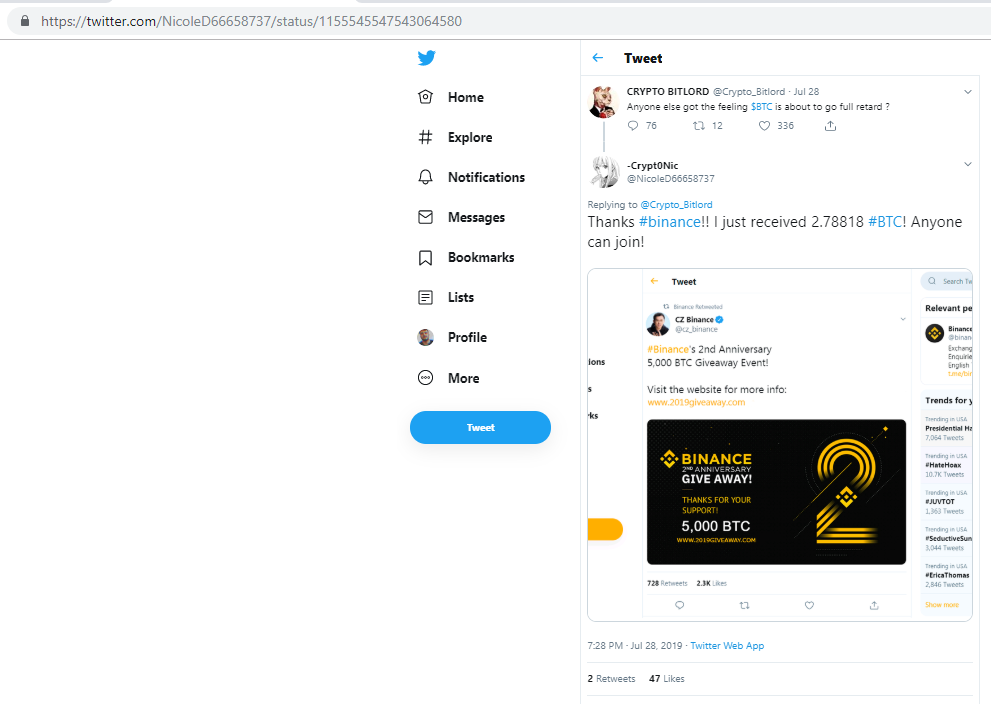 https://twitter.com/NicoleD66658737/status/1155545547543064580
Home
Explore
Notifications
Messages
Bookmarks
Lists
Profile
More
Tweet
Tweet
CRYPTO BITLORD @Crypto_Bitlord · Jul 28
Anyone else got the feeling $BTC is about to go full retard ?
76 12 336
-Crypt0Nic
@NicoleD66658737
Replying to @Crypto_Bitlord
Thanks #binance!! I just received 2.78818 #BTC! Anyone
can join!
Tweet
Binance Retweeted
CZ Binance
@cz_binance
#Binance's 2nd Anniversary
5,000 BTC Giveaway Event!
Visit the website for more info:
www.2019giveaway.com
BINANCE
2ND ANNIVERSARY
GIVE AWAY!
THANKS FOR YOUR
SUPPORT!
5,000 BTC
WWW.2019GIVEAWAY.COM
2
728 Retweets 2.3K Likes
ions
s
ks
Search Tw
Relevant pe
Binance
@binan
Exchang
Enquirie
English
t.me/bin
Trends for y
Trending in USA
Presidential Ha
7,064 Tweets
Trending in USA
#HateHoax
10.7K Tweets
Trending in USA
#JUVTOT
1,363 Tweets
Trending in USA
#SeductiveSun
3,044 Tweets
Trending in USA
#EricaThomas
2,846 Tweets
Show more
7:28 PM · Jul 28, 2019 · Twitter Web App
2 Retweets 47 Likes